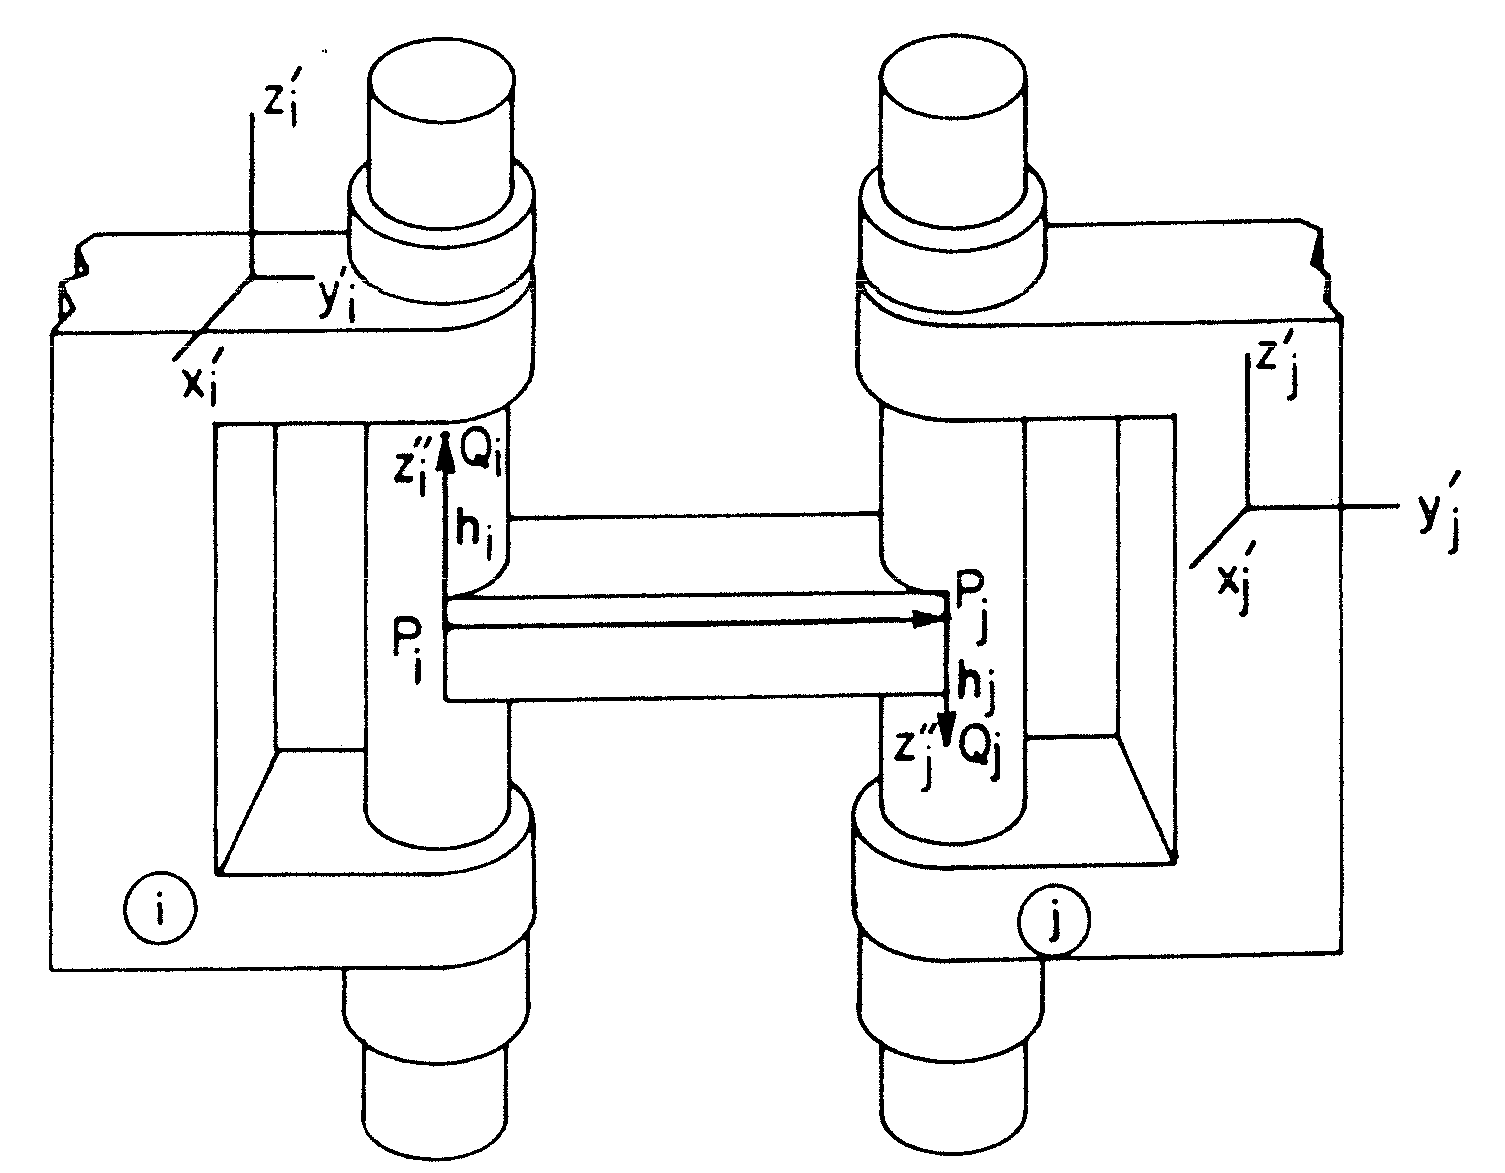 z′i
y′i
x′i
z′j
y′j
x′j
z″i Qi
hi
Pi
Pj
hj
z″j Qj
i
j